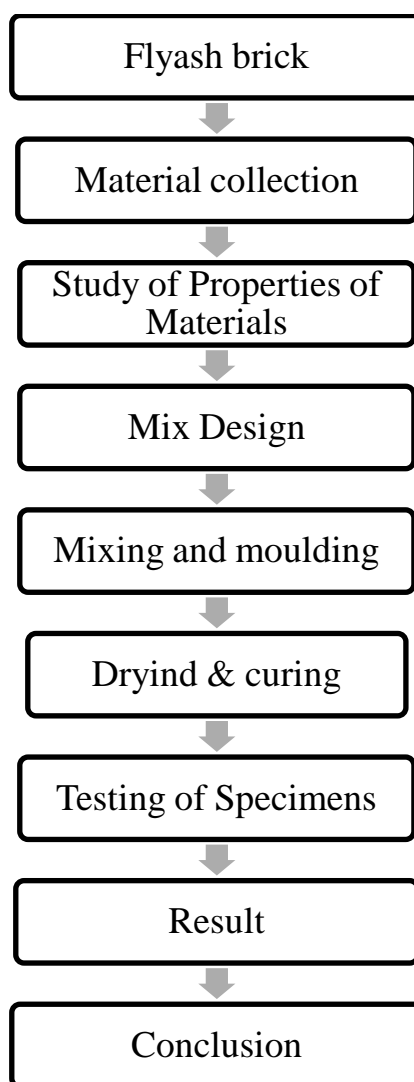 Flyash brick
Material collection
Study of Properties of
Materials
Mix Design
Mixing and moulding
Dryind & curing
Testing of Specimens
Result
Conclusion